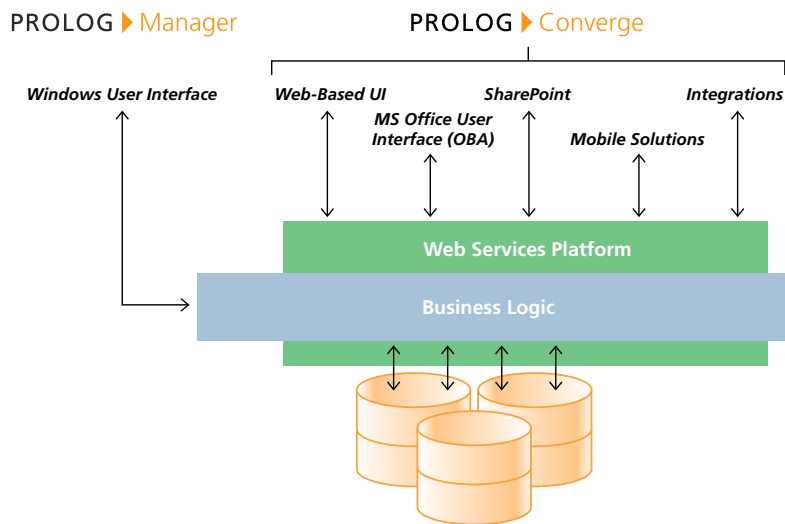 PROLOG Manager
PROLOG Converge
Windows User Interface
Web-Based UI
SharePoint
Integrations
MS Office User
Interface (OBA)
Mobile Solutions
Web Services Platform
Business Logic